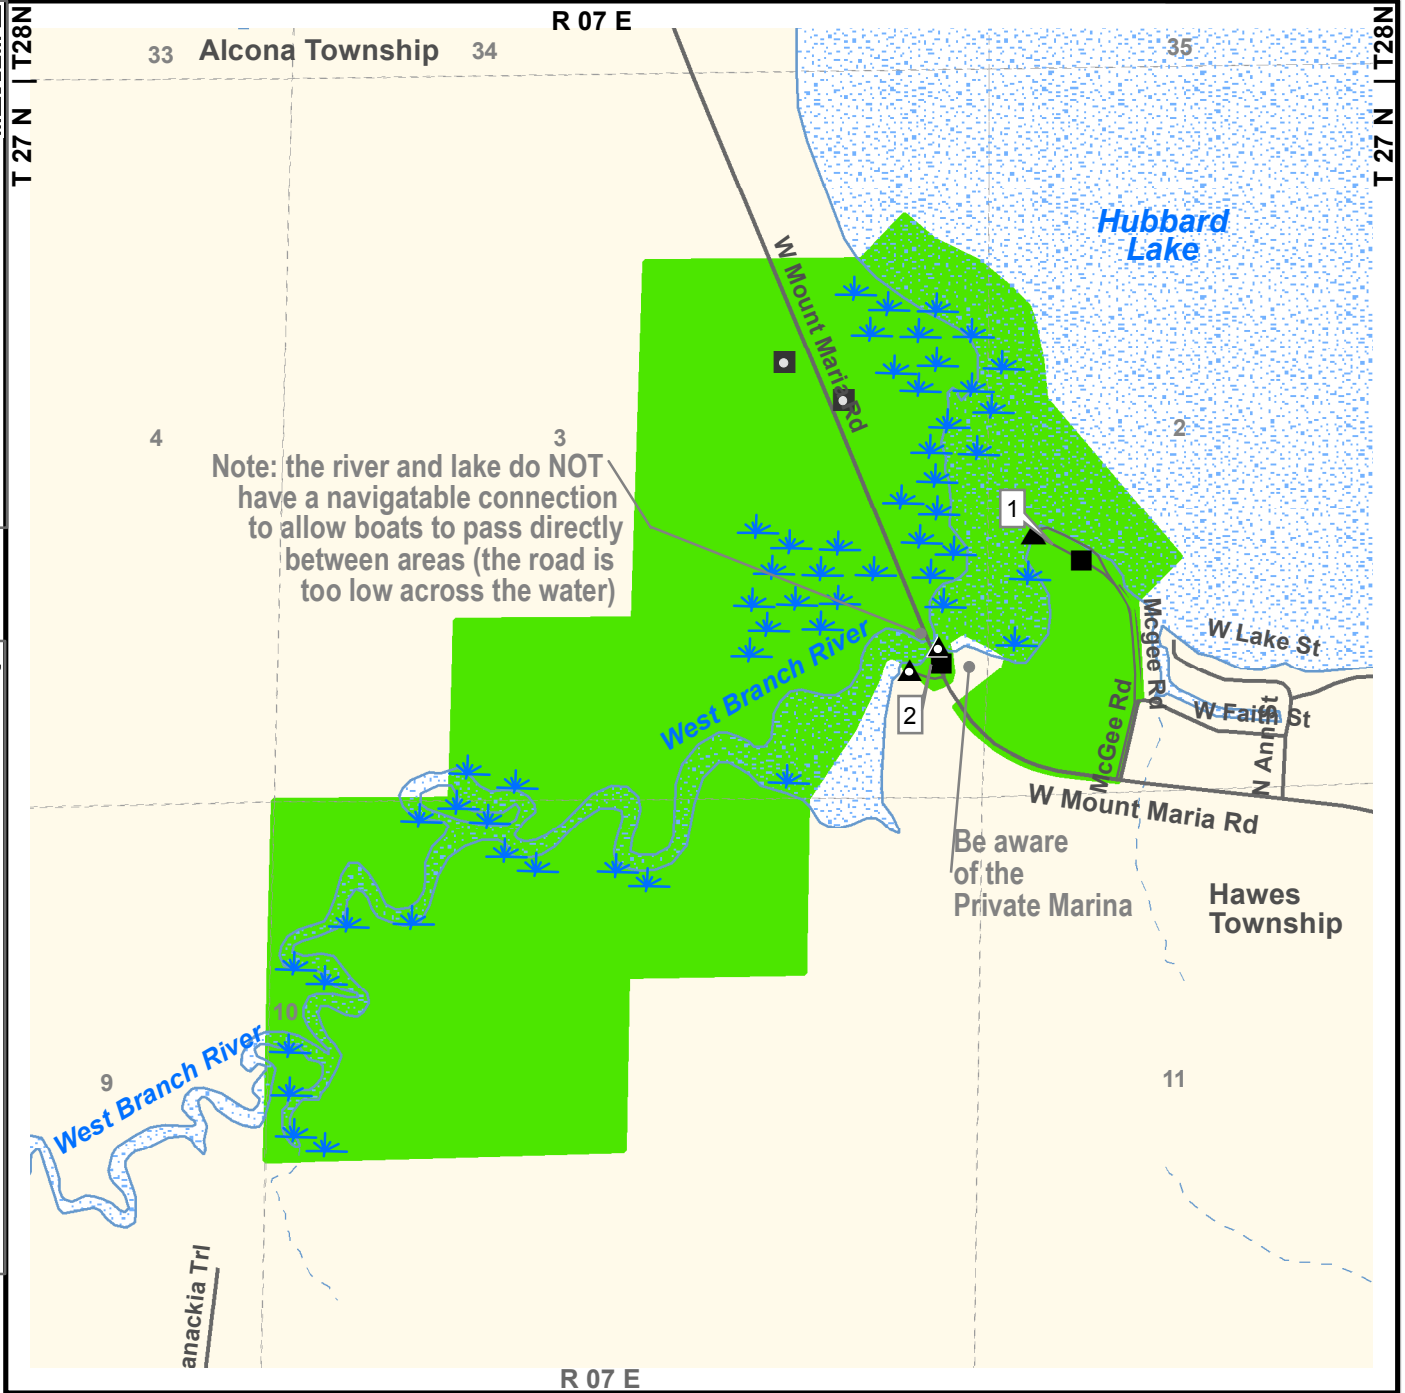 R 07 E
T28N
T 27 N
T28N
T 27 N
33
Alcona Township
34
35
Hubbard
Lake
W Mount Maria Rd
4
3
2
Note: the river and lake do NOT
have a navigatable connection
to allow boats to pass directly
between areas (the road is
too low across the water)
1
West Branch River
2
Mcgee Rd
W Lake St
W Faith St
N Ann St
McGee Rd
W Mount Maria Rd
Be aware
of the
Private Marina
Hawes
Township
10
West Branch River
9
11
anackia Trl
R 07 E